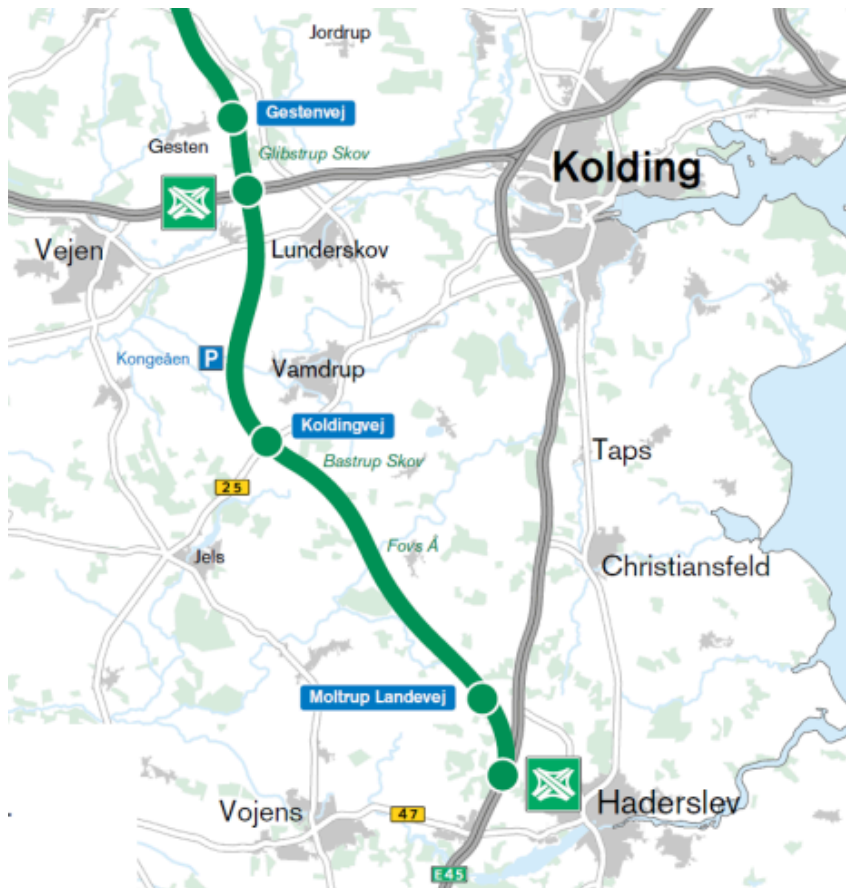 Jordrup
Gestenvej
Gesten
Glibstrup Skov
Kolding
Vejen
Lunderskov
Kongeåen
P
Vamdrup
Koldingvej
Bastrup Skov
Taps
25
Fovs Å
Jels
Christiansfeld
Moltrup Landevej
Haderslev
Vojens
47
E45